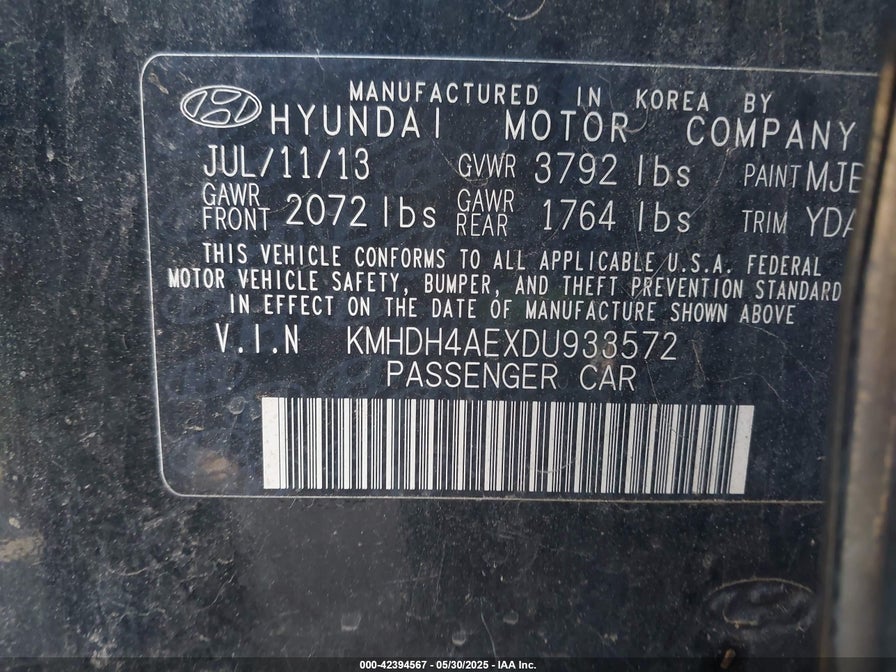 MANUFACTURED IN KOREA BY
HYUNDAI MOTOR COMPANY
JUL/11/13 GVWR 3792 lbs PAINT MJE
GAWR FRONT 2072 lbs GAWR REAR 1764 lbs TRIM YDA
THIS VEHICLE CONFORMS TO ALL APPLICABLE U.S.A. FEDERAL
MOTOR VEHICLE SAFETY, BUMPER, AND THEFT PREVENTION STANDARD
IN EFFECT ON THE DATE OF MANUFACTURE SHOWN ABOVE
V.I.N KMHDH4AEXDU933572
PASSENGER CAR
000-42394567 — 05/30/2025 — IAA Inc.